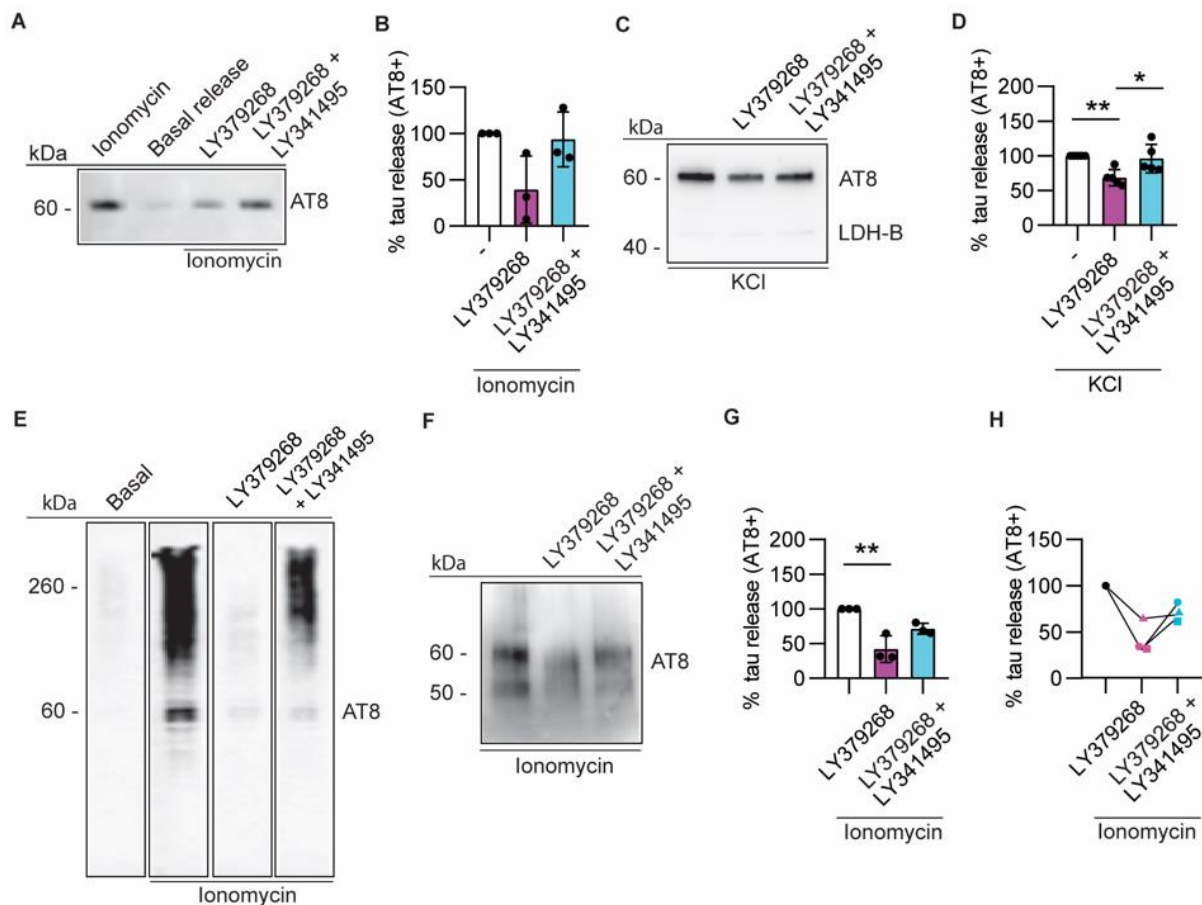 A
kDa
Ionomycin
Basal release
LY379268
LY379268 +
LY341495
60 -
AT8
Ionomycin
B
% tau release (AT8+)
150
100
50
0
-
LY379268
LY379268 +
LY341495
Ionomycin
C
kDa
LY379268
LY379268 +
LY341495
60 -
AT8
LDH-B
40 -
KCl
D
% tau release (AT8+)
200
150
100
50
0
**
*
-
LY379268
LY379268 +
LY341495
KCl
E
kDa
Basal
LY379268
LY379268
+ LY341495
260 -
60 -
AT8
Ionomycin
F
kDa
LY379268
LY379268 +
LY341495
60 -
50 -
AT8
Ionomycin
G
% tau release (AT8+)
200
150
100
50
0
**
LY379268
LY379268 +
LY341495
Ionomycin
H
% tau release (AT8+)
150
100
50
0
LY379268
LY379268 +
LY341495
Ionomycin